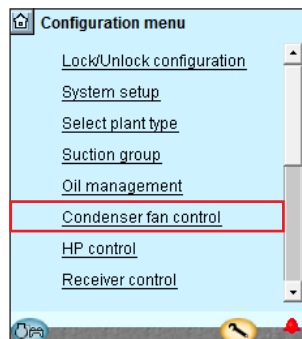 Configuration menu
Lock/Unlock configuration
System setup
Select plant type
Suction group
Oil management
Condenser fan control
HP control
Receiver control